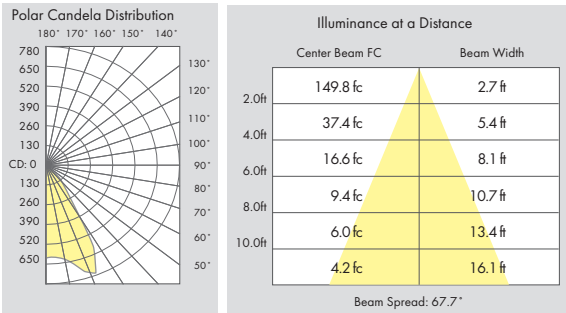 Polar Candela Distribution
180° 170° 160° 150° 140°
780
650
520
390
260
130
CD: 0
130
260
390
520
650
130°
120°
110°
100°
90°
80°
70°
60°
50°
Illuminance at a Distance
Center Beam FC Beam Width
149.8 fc 2.7 ft
2.0ft
37.4 fc 5.4 ft
4.0ft
16.6 fc 8.1 ft
6.0ft
9.4 fc 10.7 ft
8.0ft
6.0 fc 13.4 ft
10.0ft
4.2 fc 16.1 ft
Beam Spread: 67.7°